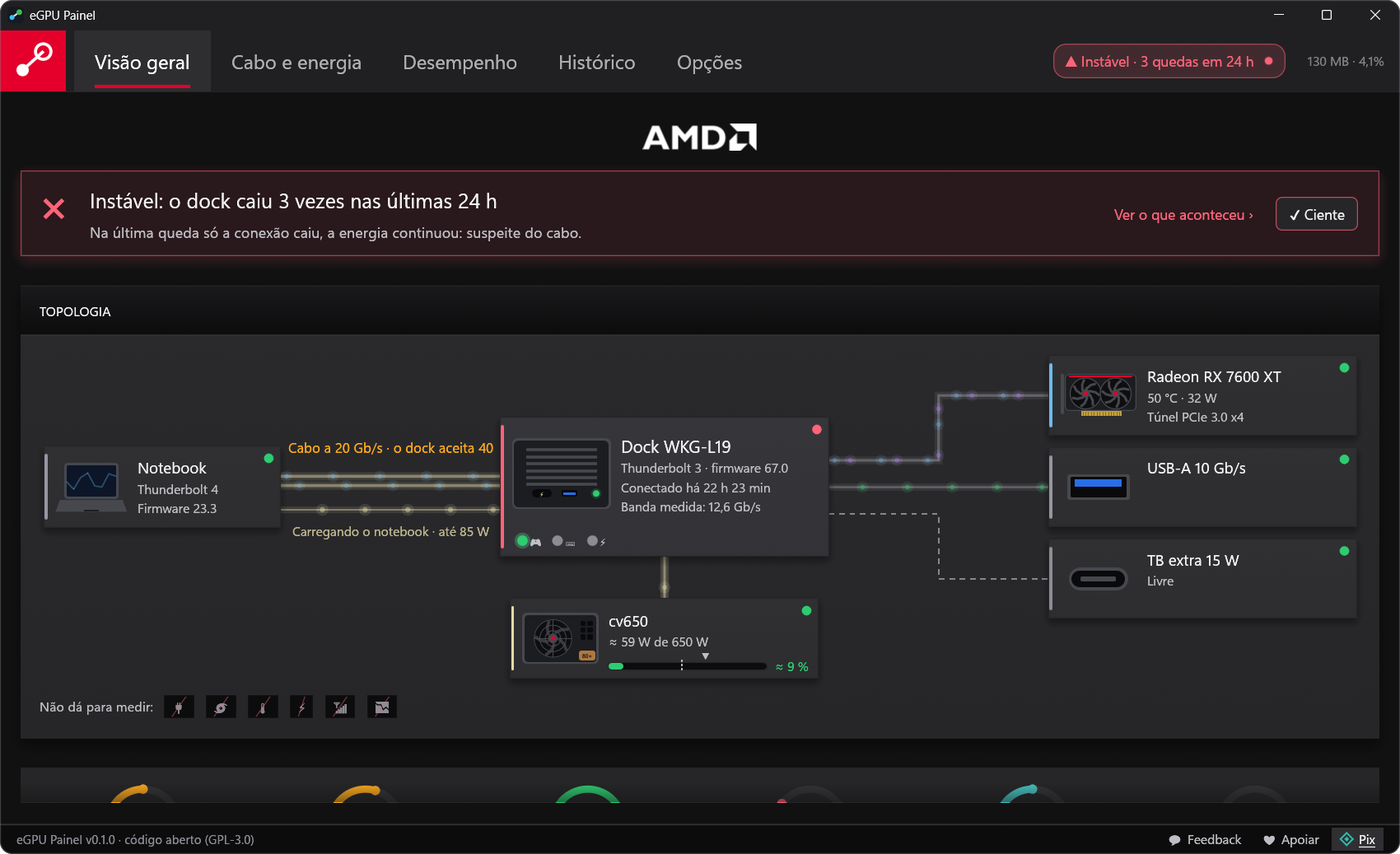 eGPU Painel
Visão geral
Cabo e energia
Desempenho
Histórico
Opções
Instável · 3 quedas em 24 h
130 MB · 4,1%
AMD
Instável: o dock caiu 3 vezes nas últimas 24 h
Na última queda só a conexão caiu, a energia continuou: suspeite do cabo.
Ver o que aconteceu ›
✓ Ciente
TOPOLOGIA
Notebook
Thunderbolt 4
Firmware 23.3
Cabo a 20 Gb/s · o dock aceita 40
Carregando o notebook · até 85 W
Dock WKG-L19
Thunderbolt 3 · firmware 67.0
Conectado há 22 h 23 min
Banda medida: 12,6 Gb/s
Radeon RX 7600 XT
50 °C · 32 W
Túnel PCIe 3.0 x4
USB-A 10 Gb/s
TB extra 15 W
Livre
80+
cv650
≈ 59 W de 650 W
≈ 9 %
Não dá para medir:
eGPU Painel v0.1.0 · código aberto (GPL-3.0)
Feedback
Apoiar
Pix